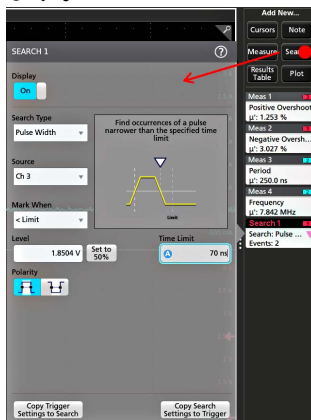 Add New...
Cursors
Note
Measure
Results Table
Plot
SEARCH 1
Display
On
Search Type
Pulse Width
Find occurrences of a pulse
narrower than the specified time
limit
Source
Ch 3
Mark When
< Limit
Limit
Level
1.8504 V
Set to
50%
Time Limit
A
70 ns
Polarity
Copy Trigger
Settings to Search
Copy Search
Settings to Trigger
Meas 1
Positive Overshoot
µ': 1.253 %
Meas 2
Negative Oversh...
µ': 3.027 %
Meas 3
Period
µ': 250.0 ns
Meas 4
Frequency
µ': 7.842 MHz
Search 1
Search: Pulse ...
Events: 2